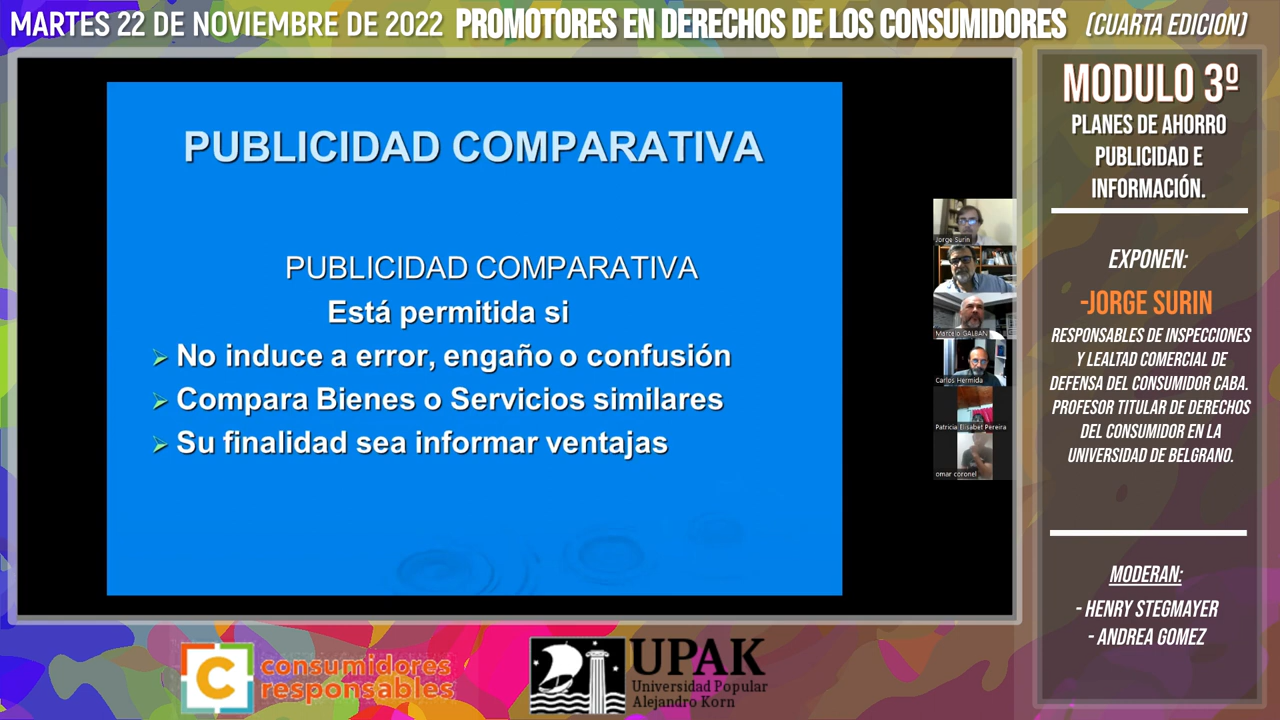 MARTES 22 DE NOVIEMBRE DE 2022 PROMOTORES EN DERECHOS DE LOS CONSUMIDORES (CUARTA EDICION)
PUBLICIDAD COMPARATIVA
PUBLICIDAD COMPARATIVA
Está permitida si
No induce a error, engaño o confusión
Compara Bienes o Servicios similares
Su finalidad sea informar ventajas
Jorge Surin
Marcelo GALBAN
Carlos Hermida
Patricia Elisabet Pereira
omar coronel
MODULO 3º
PLANES DE AHORRO
PUBLICIDAD E
INFORMACIÓN.
EXPONEN:
-JORGE SURIN
RESPONSABLES DE INSPECCIONES
Y LEALTAD COMERCIAL DE
DEFENSA DEL CONSUMIDOR CABA.
PROFESOR TITULAR DE DERECHOS
DEL CONSUMIDOR EN LA
UNIVERSIDAD DE BELGRANO.
MODERAN:
- HENRY STEGMAYER
- ANDREA GOMEZ
C consumidores
responsables
UPAK
Universidad Popular
Alejandro Korn